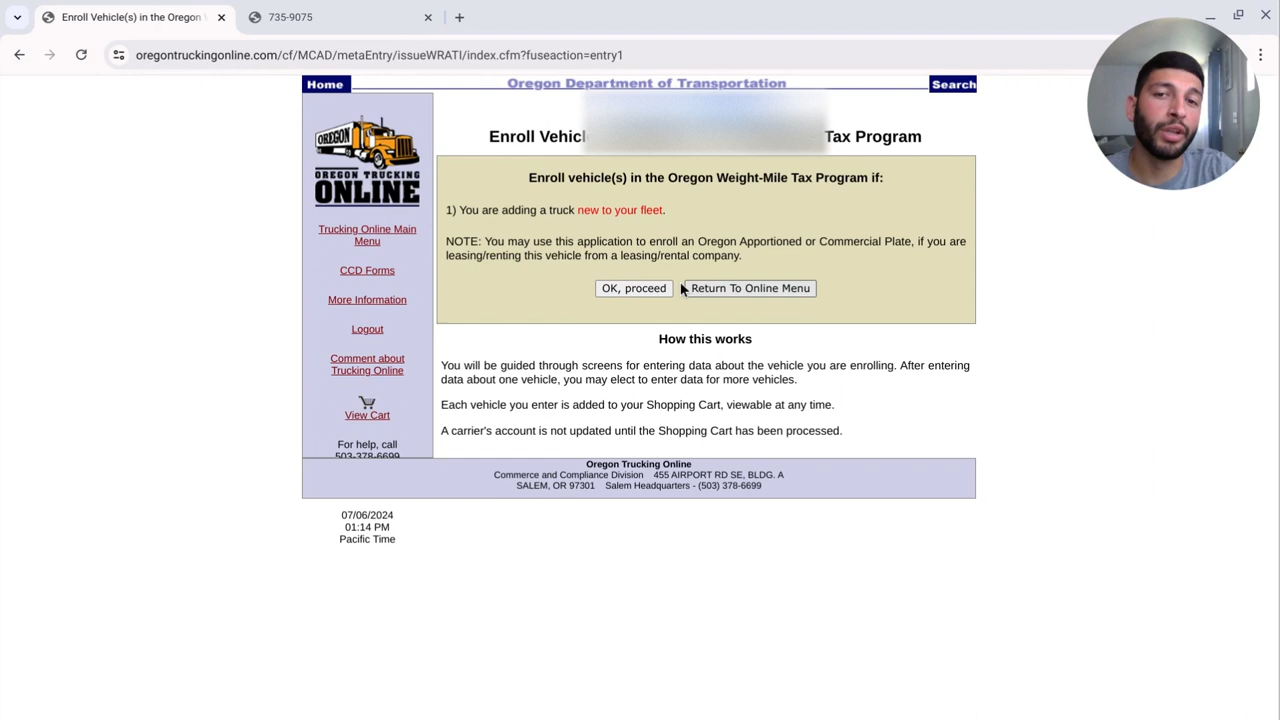 Enroll Vehicle(s) in the Oregon
735-9075
oregontruckingonline.com/cf/MCAD/metaEntry/issueWRATI/index.cfm?fuseaction=entry1
Home
Oregon Department of Transportation
Search
OREGON
OREGON TRUCKING
ONLINE
Trucking Online Main
Menu
CCD Forms
More Information
Logout
Comment about
Trucking Online
View Cart
For help, call
503-378-6699
Enroll Vehicl Tax Program
Enroll vehicle(s) in the Oregon Weight-Mile Tax Program if:
1) You are adding a truck new to your fleet.
NOTE: You may use this application to enroll an Oregon Apportioned or Commercial Plate, if you are
leasing/renting this vehicle from a leasing/rental company.
OK, proceed
Return To Online Menu
How this works
You will be guided through screens for entering data about the vehicle you are enrolling. After entering
data about one vehicle, you may elect to enter data for more vehicles.
Each vehicle you enter is added to your Shopping Cart, viewable at any time.
A carrier's account is not updated until the Shopping Cart has been processed.
Oregon Trucking Online
Commerce and Compliance Division 455 AIRPORT RD SE, BLDG. A
SALEM, OR 97301 Salem Headquarters - (503) 378-6699
07/06/2024
01:14 PM
Pacific Time